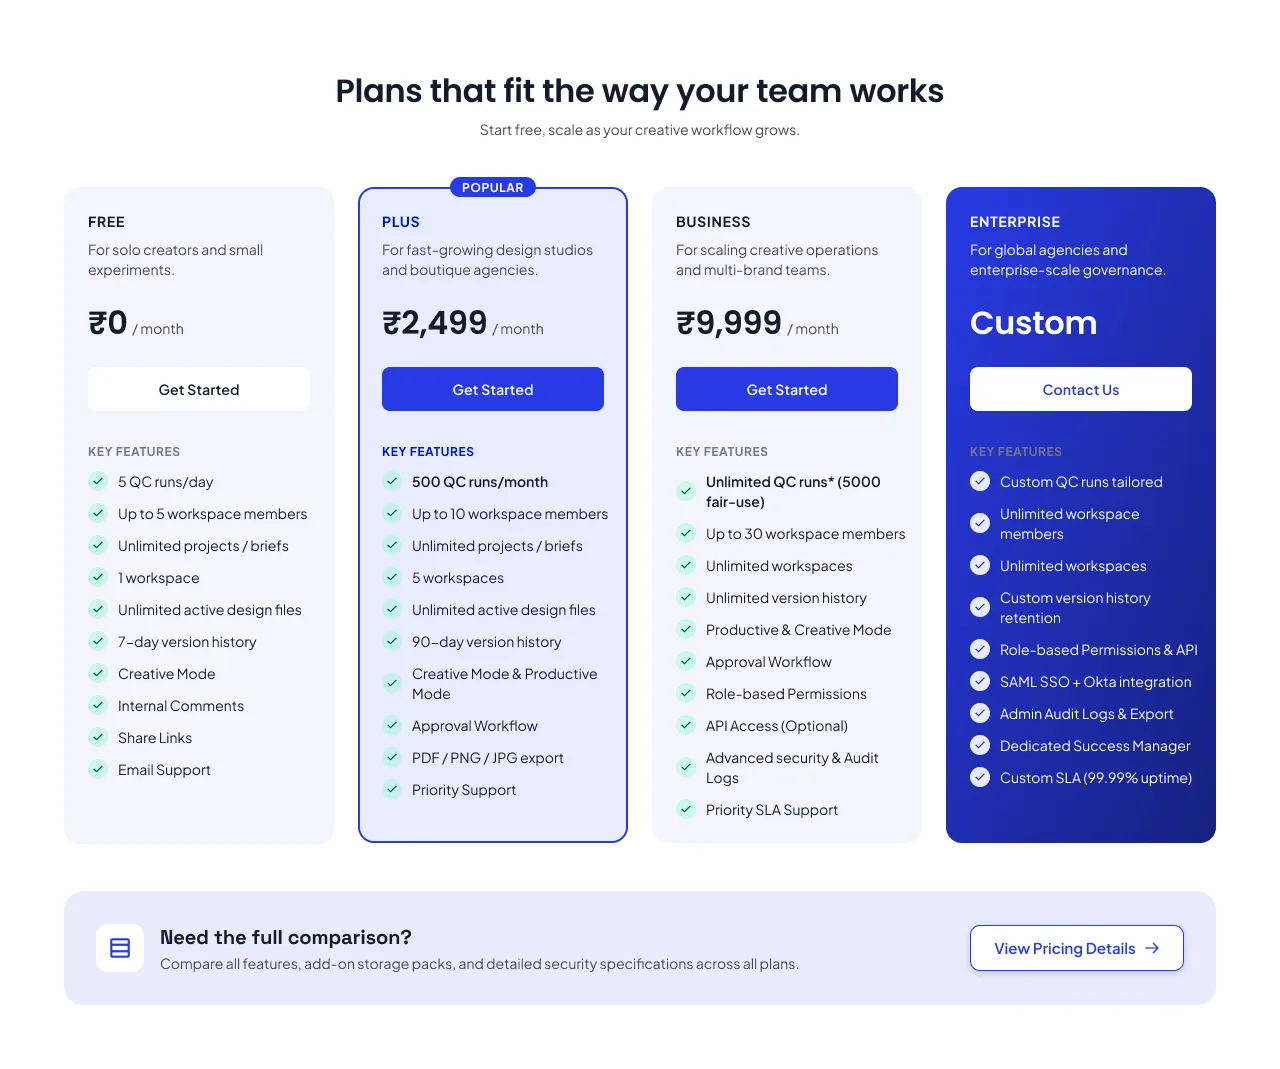 Plans that fit the way your team works
Start free, scale as your creative workflow grows.
FREE
For solo creators and small
experiments.
₹0 / month
Get Started
KEY FEATURES
5 QC runs/day
Up to 5 workspace members
Unlimited projects / briefs
1 workspace
Unlimited active design files
7–day version history
Creative Mode
Internal Comments
Share Links
Email Support
POPULAR
PLUS
For fast-growing design studios
and boutique agencies.
₹2,499 / month
Get Started
KEY FEATURES
500 QC runs/month
Up to 10 workspace members
Unlimited projects / briefs
5 workspaces
Unlimited active design files
90–day version history
Creative Mode & Productive
Mode
Approval Workflow
PDF / PNG / JPG export
Priority Support
BUSINESS
For scaling creative operations
and multi-brand teams.
₹9,999 / month
Get Started
KEY FEATURES
Unlimited QC runs* (5000
fair-use)
Up to 30 workspace members
Unlimited workspaces
Unlimited version history
Productive & Creative Mode
Approval Workflow
Role-based Permissions
API Access (Optional)
Advanced security & Audit
Logs
Priority SLA Support
ENTERPRISE
For global agencies and
enterprise-scale governance.
Custom
Contact Us
KEY FEATURES
Custom QC runs tailored
Unlimited workspace
members
Unlimited workspaces
Custom version history
retention
Role-based Permissions & API
SAML SSO + Okta integration
Admin Audit Logs & Export
Dedicated Success Manager
Custom SLA (99.99% uptime)
Need the full comparison?
Compare all features, add-on storage packs, and detailed security specifications across all plans.
View Pricing Details →